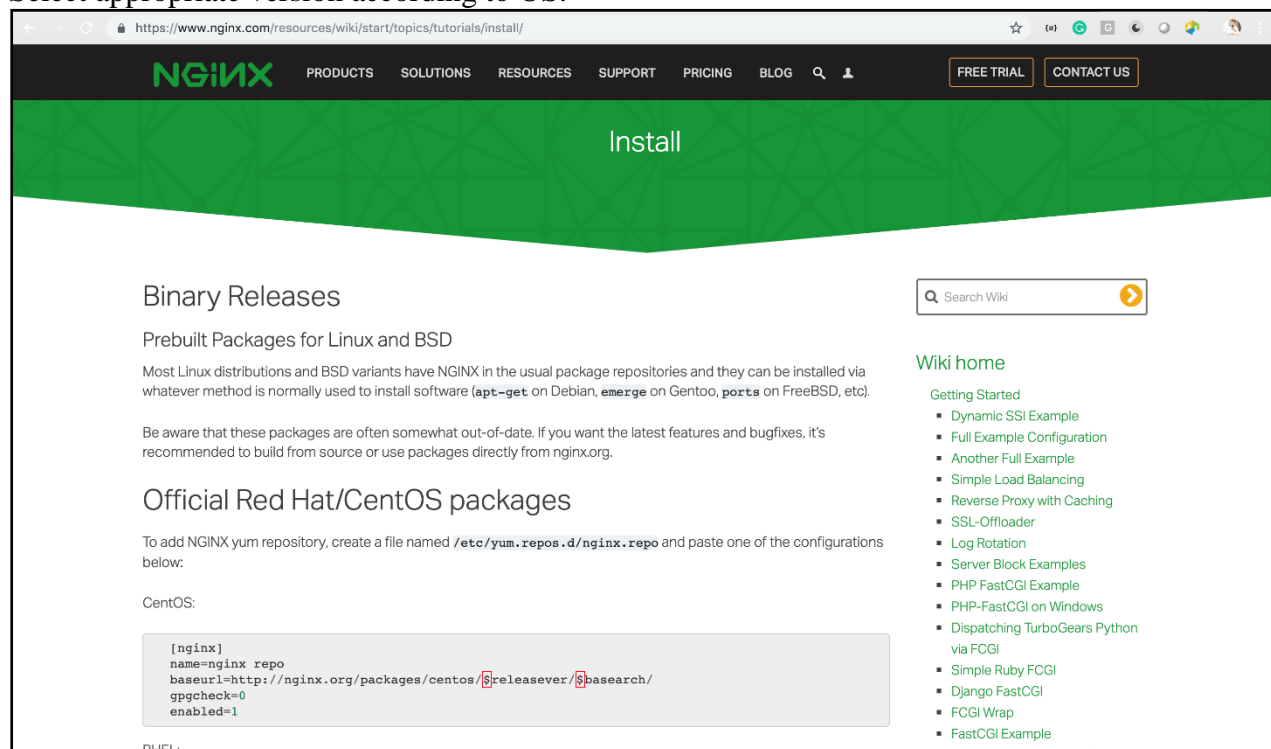 Select appropriate version according to OS.
https://www.nginx.com/resources/wiki/start/topics/tutorials/install/
NGiNX PRODUCTS SOLUTIONS RESOURCES SUPPORT PRICING BLOG FREE TRIAL CONTACT US
Install
Binary Releases
Prebuilt Packages for Linux and BSD
Most Linux distributions and BSD variants have NGINX in the usual package repositories and they can be installed via
whatever method is normally used to install software (apt-get on Debian, emerge on Gentoo, ports on FreeBSD, etc).
Be aware that these packages are often somewhat out-of-date. If you want the latest features and bugfixes, it's
recommended to build from source or use packages directly from nginx.org.
Official Red Hat/CentOS packages
To add NGINX yum repository, create a file named /etc/yum.repos.d/nginx.repo and paste one of the configurations
below:
CentOS:
[nginx]
name=nginx repo
baseurl=http://nginx.org/packages/centos/$releasever/$basearch/
gpgcheck=0
enabled=1
RHEL:
Search Wiki
Wiki home
Getting Started
▪ Dynamic SSI Example
▪ Full Example Configuration
▪ Another Full Example
▪ Simple Load Balancing
▪ Reverse Proxy with Caching
▪ SSL-Offloader
▪ Log Rotation
▪ Server Block Examples
▪ PHP FastCGI Example
▪ PHP-FastCGI on Windows
▪ Dispatching TurboGears Python
via FCGI
▪ Simple Ruby FCGI
▪ Django FastCGI
▪ FCGI Wrap
▪ FastCGI Example